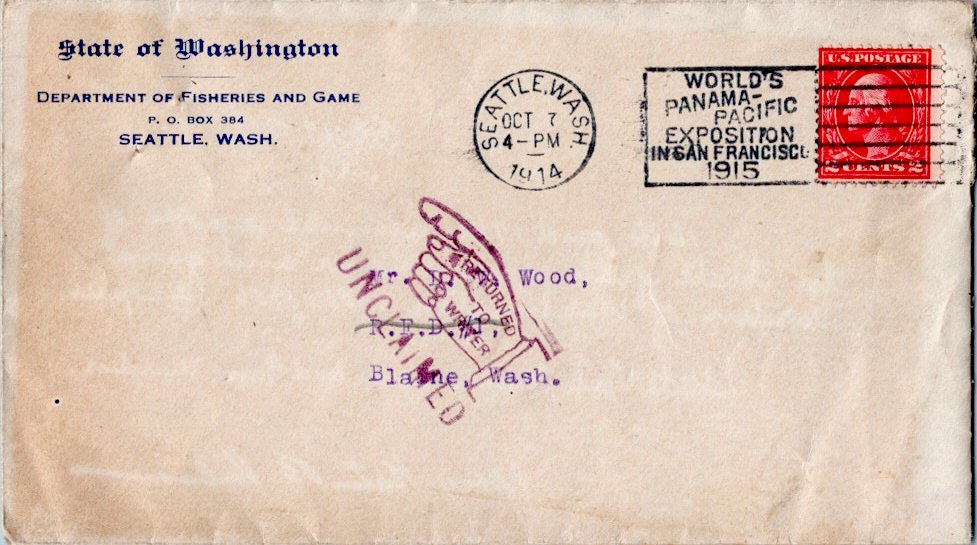 State of Washington
DEPARTMENT OF FISHERIES AND GAME
P. O. BOX 384
SEATTLE, WASH.
SEATTLE, WASH.
OCT 7
4-PM
1914
WORLD'S
PANAMA-
PACIFIC
EXPOSITION
IN SAN FRANCISCO
1915
U.S. POSTAGE
2 CENTS 2
RETURNED
TO
WRITER
UNCLAIMED
Mr. Wood,
R.F.D. #1,
Blaine, Wash.